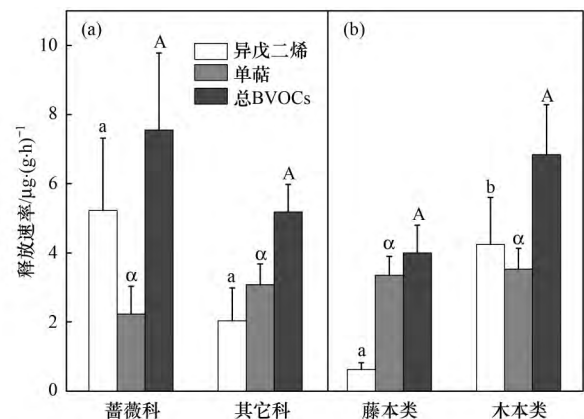 10
8
6
4
2
0
释放速率/μg·(g·h)⁻¹
(a)
异戊二烯
单萜
总BVOCs
a
α
A
a
α
A
蔷薇科
其它科
(b)
a
α
A
b
α
A
藤本类
木本类